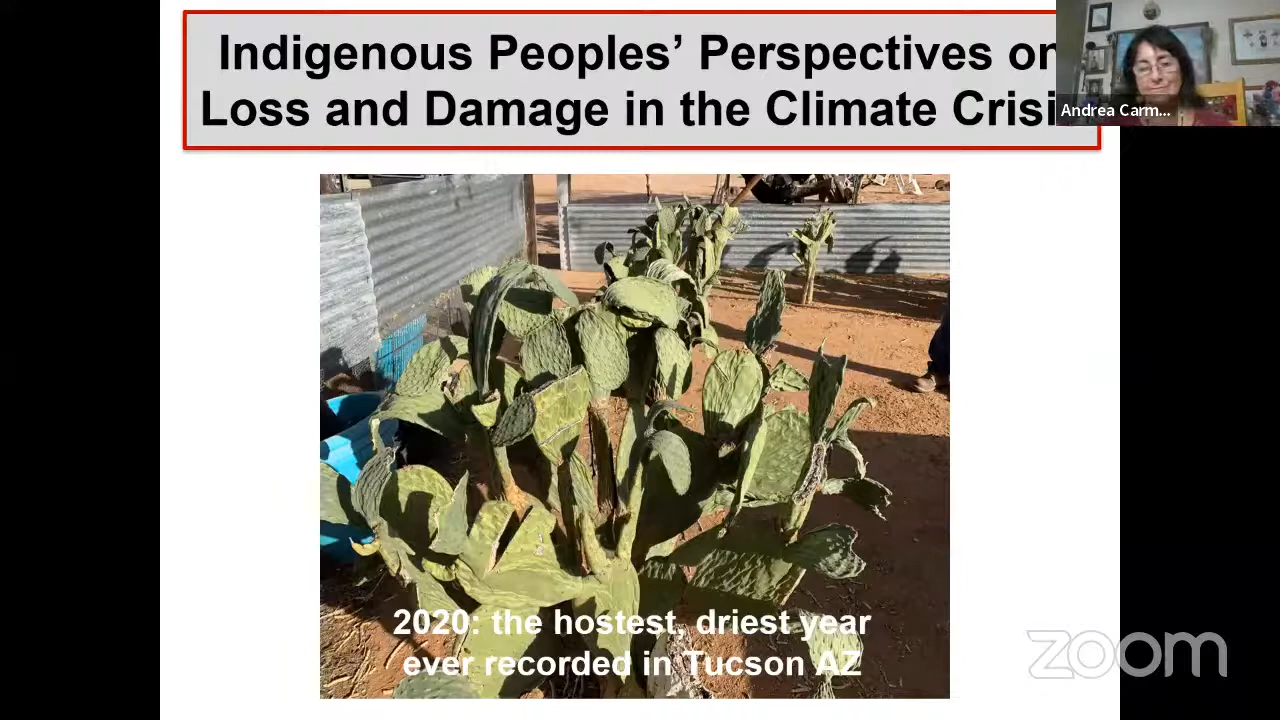 Indigenous Peoples’ Perspectives on
Loss and Damage in the Climate Crisi
Andrea Carm...
2020: the hostest, driest year
ever recorded in Tucson AZ
zoom